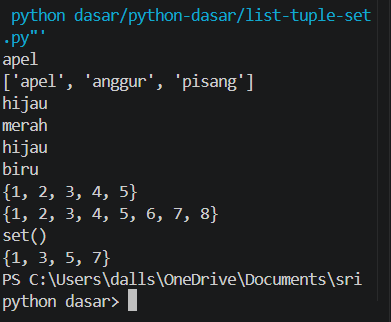 python dasar/python-dasar/list-tuple-set
.py"'
apel
['apel', 'anggur', 'pisang']
hijau
merah
hijau
biru
{1, 2, 3, 4, 5}
{1, 2, 3, 4, 5, 6, 7, 8}
set()
{1, 3, 5, 7}
PS C:\Users\dalls\OneDrive\Documents\sri
python dasar>